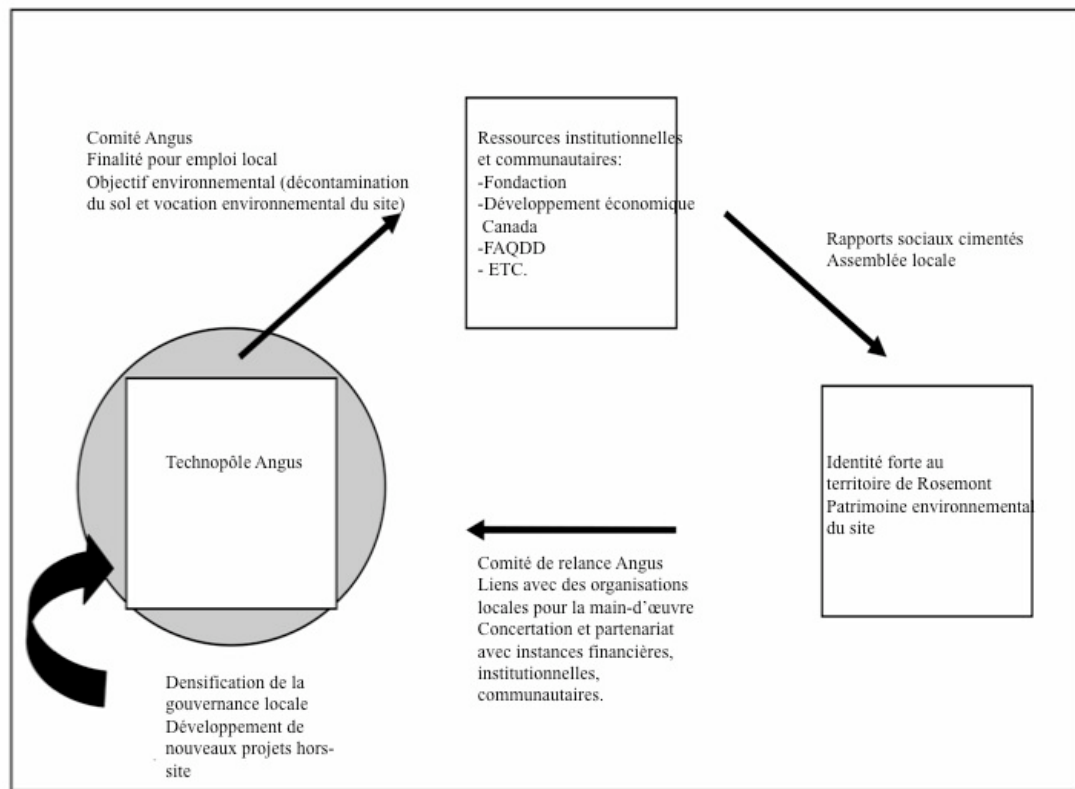 Comité Angus
Finalité pour emploi local
Objectif environnemental (décontamination
du sol et vocation environnemental du site)
Ressources institutionnelles
et communautaires:
-Fondaction
-Développement économique
Canada
-FAQDD
- ETC.
Rapports sociaux cimentés
Assemblée locale
Technopôle Angus
Identité forte au
territoire de Rosemont
Patrimoine environnemental
du site
Comité de relance Angus
Liens avec des organisations
locales pour la main-d'œuvre
Concertation et partenariat
avec instances financières,
institutionnelles,
communautaires.
Densification de la
gouvernance locale
Développement de
nouveaux projets hors-
site